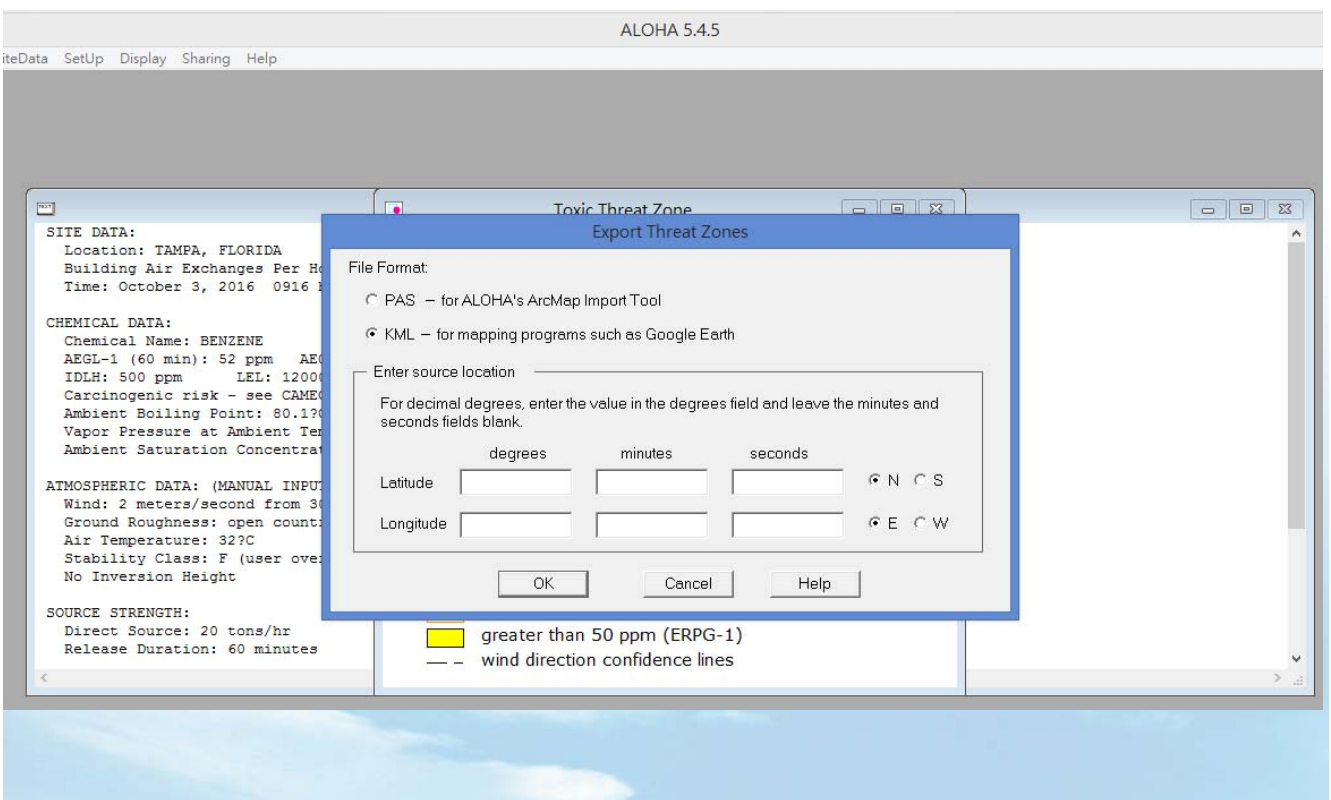 ALOHA 5.4.5
iteData SetUp Display Sharing Help
TEXT
SITE DATA:
Location: TAMPA, FLORIDA
Building Air Exchanges Per Ho
Time: October 3, 2016 0916 h
CHEMICAL DATA:
Chemical Name: BENZENE
AEGL-1 (60 min): 52 ppm AEG
IDLH: 500 ppm LEL: 12000
Carcinogenic risk - see CAMEO
Ambient Boiling Point: 80.1?C
Vapor Pressure at Ambient Tem
Ambient Saturation Concentrat
ATMOSPHERIC DATA: (MANUAL INPUT
Wind: 2 meters/second from 30
Ground Roughness: open countr
Air Temperature: 32?C
Stability Class: F (user over
No Inversion Height
SOURCE STRENGTH:
Direct Source: 20 tons/hr
Release Duration: 60 minutes
Toxic Threat Zone
Export Threat Zones
File Format:
PAS – for ALOHA's ArcMap Import Tool
KML – for mapping programs such as Google Earth
Enter source location
For decimal degrees, enter the value in the degrees field and leave the minutes and
seconds fields blank.
degrees minutes seconds
Latitude N S
Longitude E W
OK Cancel Help
greater than 50 ppm (ERPG-1)
wind direction confidence lines